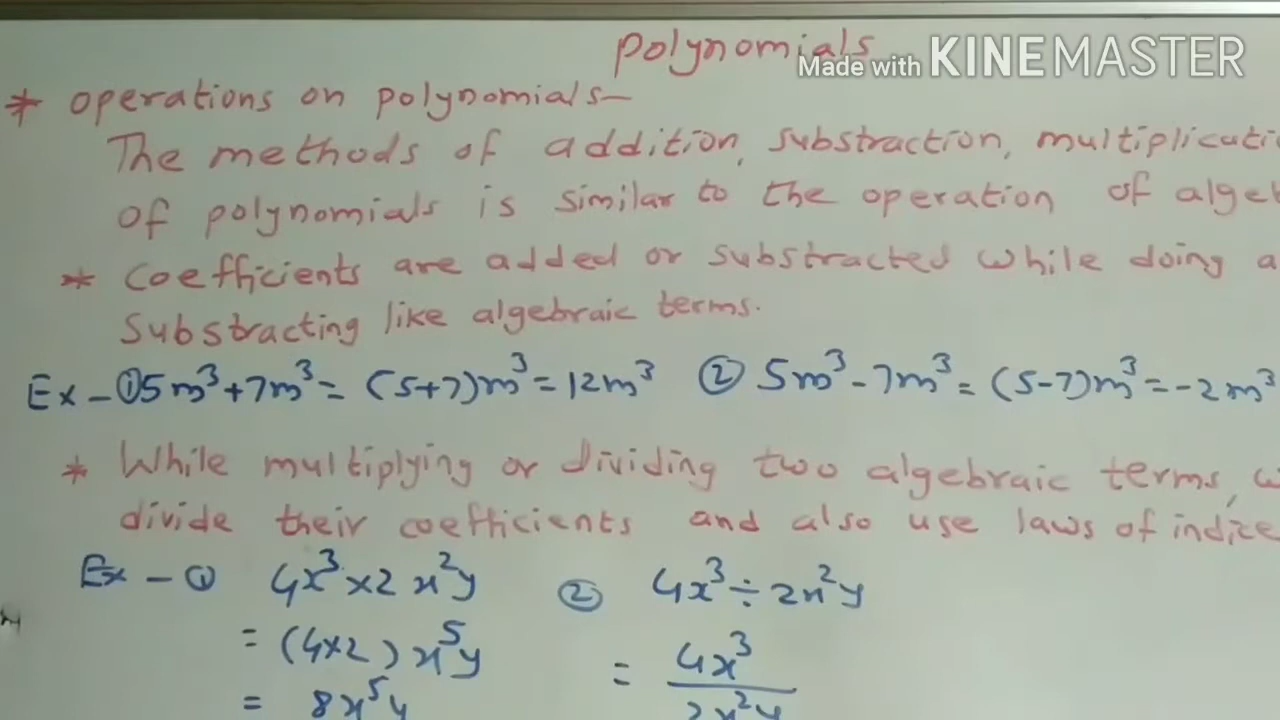 Polynomials
Made with KINEMASTER
* operations on polynomials-
The methods of addition, substraction, multiplicati
of polynomials is similar to the operation of algeb
* Coefficients are added or substracted while doing a
Substracting like algebraic terms.
Ex - ① 5m³ + 7m³ = (5+7)m³ = 12m³ ② 5m³ - 7m³ = (5-7)m³ = -2m³
* While multiplying or dividing two algebraic terms, w
divide their coefficients and also use laws of indice
Ex - ① 4x³ × 2x²y ② 4x³ ÷ 2x²y
= (4×2) x⁵y = 4x³
= 8x⁵y 2x²y